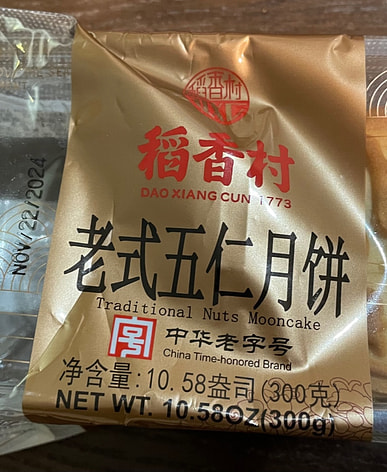 稻香村
稻香村
DAO XIANG CUN 1773
NOV/22/2024
老式五仁月饼
Traditional Nuts Mooncake
中华老字号
China Time-honored Brand
净含量:10.58盎司(300克)
NET WT. 10.58OZ(300g)